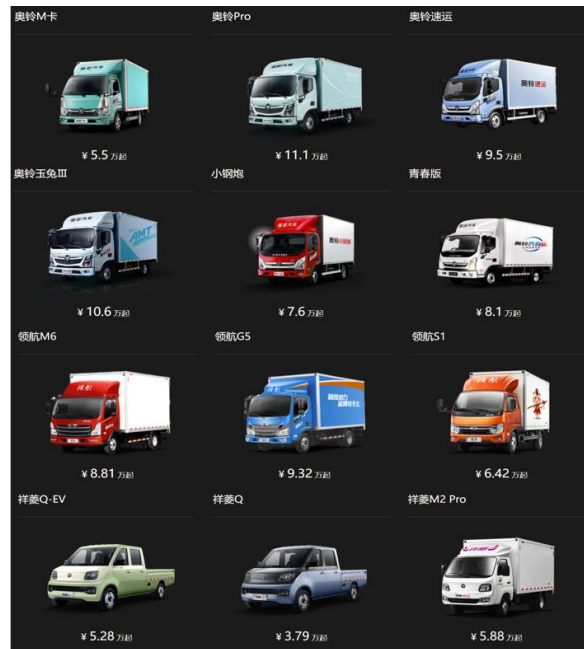 奥铃M卡
奥铃Pro
奥铃速运
¥ 5.5 万起
¥ 11.1 万起
¥ 9.5 万起
奥铃速运
奥铃玉兔Ⅲ
小钢炮
青春版
AMT
¥ 10.6 万起
¥ 7.6 万起
¥ 8.1 万起
领航M6
领航G5
领航S1
¥ 8.81 万起
¥ 9.32 万起
¥ 6.42 万起
祥菱Q-EV
祥菱Q
祥菱M2 Pro
¥ 5.28 万起
¥ 3.79 万起
¥ 5.88 万起